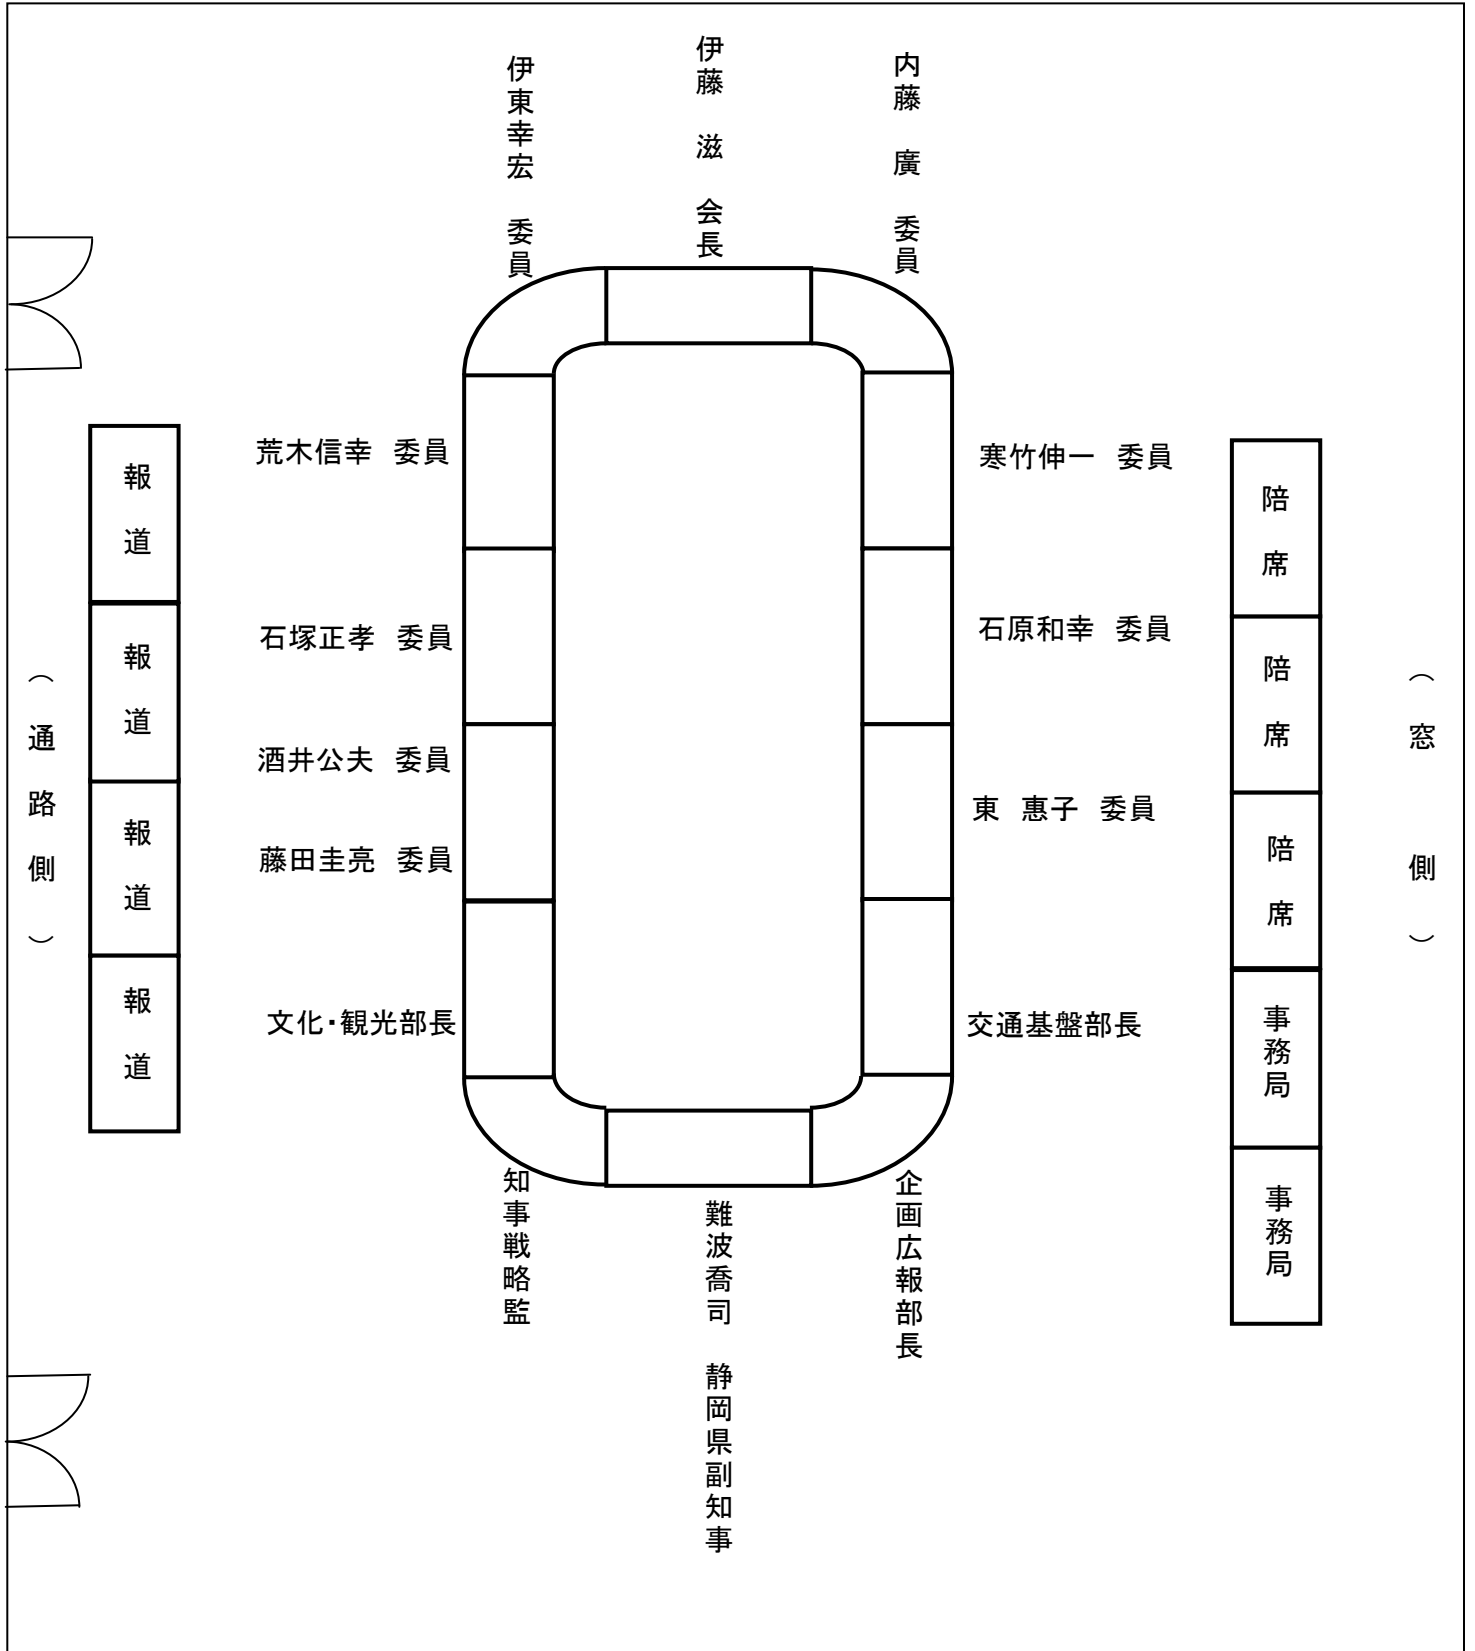 伊東幸宏　委員
伊藤　滋　会長
内藤　廣　委員
荒木信幸　委員
寒竹伸一　委員
石塚正孝　委員
石原和幸　委員
酒井公夫　委員
東　惠子　委員
藤田圭亮　委員
文化・観光部長
交通基盤部長
知事戦略監
難波喬司　静岡県副知事
企画広報部長
報道
報道
報道
報道
（通路側）
陪席
陪席
陪席
事務局
事務局
（窓　側）